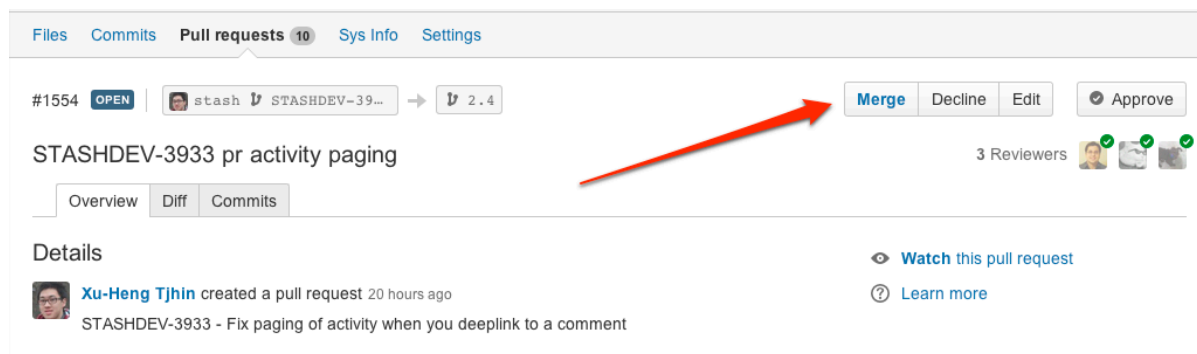 Files Commits Pull requests 10 Sys Info Settings
#1554 OPEN stash STASHDEV-39… 2.4 Merge Decline Edit Approve
STASHDEV-3933 pr activity paging 3 Reviewers
Overview Diff Commits
Details
Watch this pull request
Xu-Heng Tjhin created a pull request 20 hours ago
Learn more
STASHDEV-3933 - Fix paging of activity when you deeplink to a comment